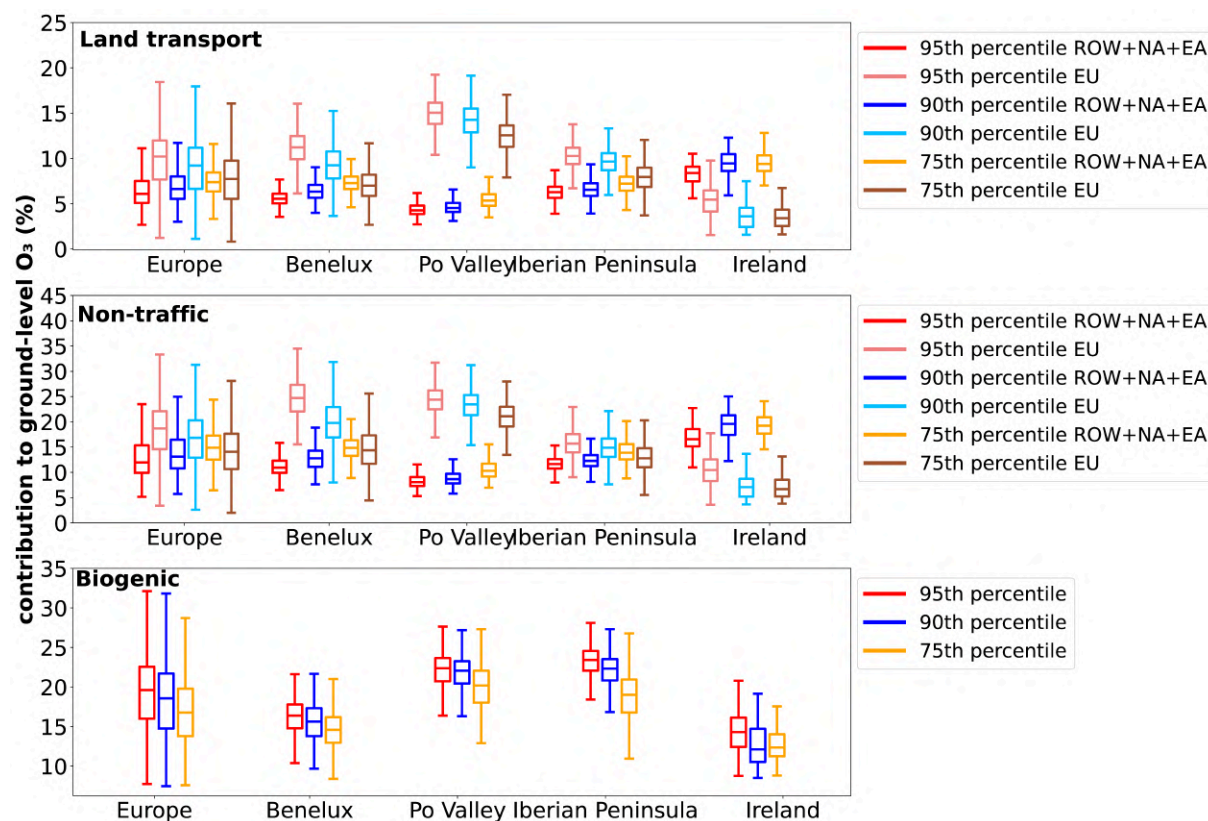 contribution to ground-level O₃ (%)
Land transport
25
20
15
10
5
0
Europe Benelux Po Valley Iberian Peninsula Ireland
95th percentile ROW+NA+EA
95th percentile EU
90th percentile ROW+NA+EA
90th percentile EU
75th percentile ROW+NA+EA
75th percentile EU
Non-traffic
45
40
35
30
25
20
15
10
5
0
Europe Benelux Po Valley Iberian Peninsula Ireland
95th percentile ROW+NA+EA
95th percentile EU
90th percentile ROW+NA+EA
90th percentile EU
75th percentile ROW+NA+EA
75th percentile EU
Biogenic
35
30
25
20
15
10
Europe Benelux Po Valley Iberian Peninsula Ireland
95th percentile
90th percentile
75th percentile